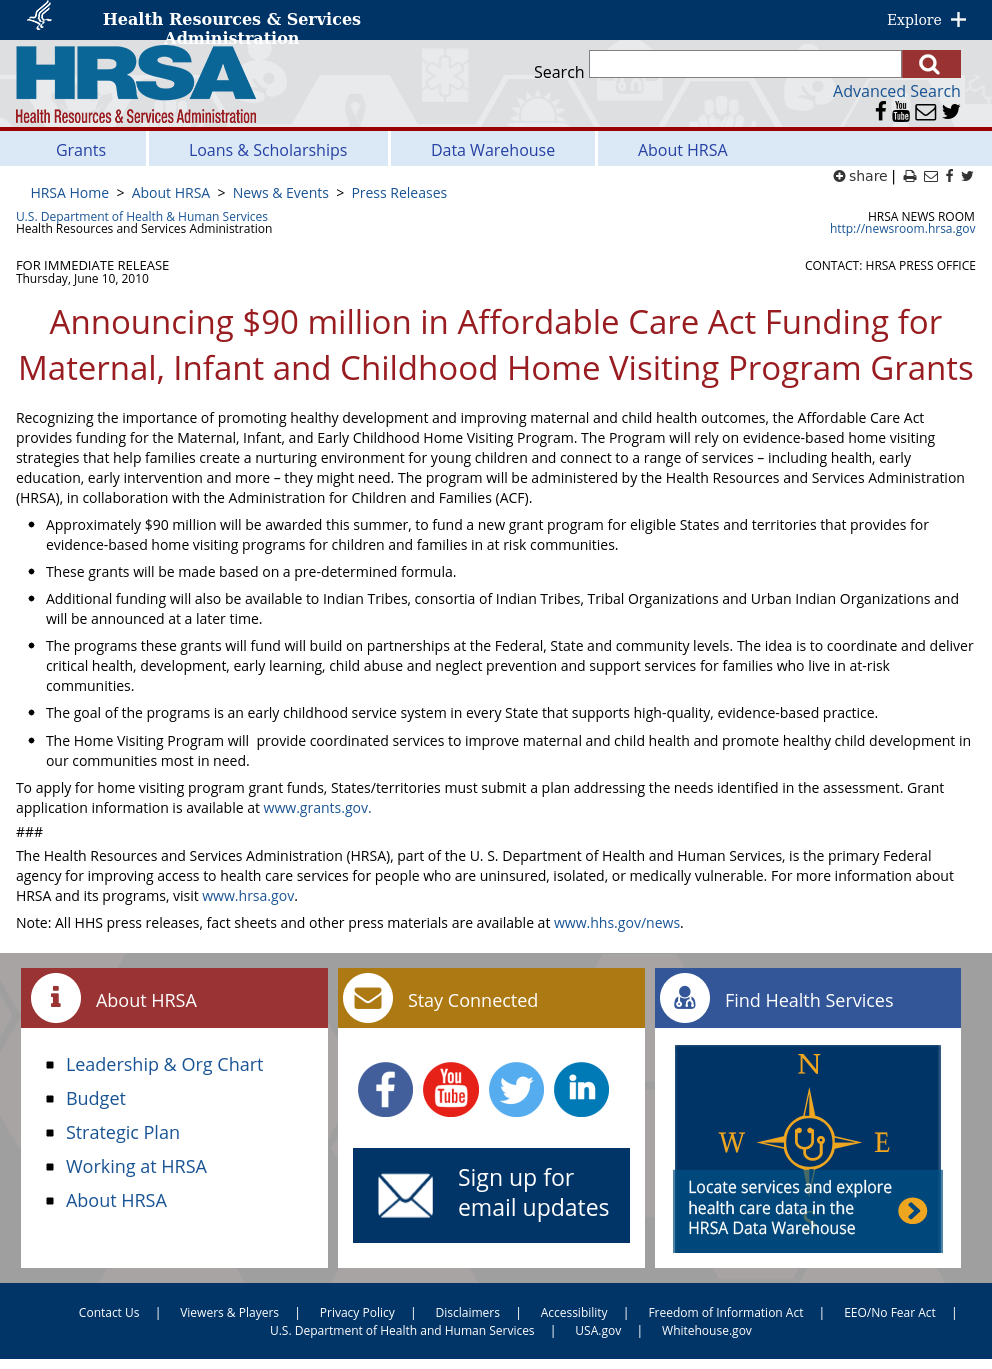 Health Resources & Services
Administration
Explore
HRSA
Health Resources & Services Administration
Search
Advanced Search
You
Tube
Grants
Loans & Scholarships
Data Warehouse
About HRSA
share |
HRSA Home > About HRSA > News & Events > Press Releases
U.S. Department of Health & Human Services
Health Resources and Services Administration
HRSA NEWS ROOM
http://newsroom.hrsa.gov
FOR IMMEDIATE RELEASE
Thursday, June 10, 2010
CONTACT: HRSA PRESS OFFICE
Announcing $90 million in Affordable Care Act Funding for
Maternal, Infant and Childhood Home Visiting Program Grants
Recognizing the importance of promoting healthy development and improving maternal and child health outcomes, the Affordable Care Act
provides funding for the Maternal, Infant, and Early Childhood Home Visiting Program. The Program will rely on evidence-based home visiting
strategies that help families create a nurturing environment for young children and connect to a range of services – including health, early
education, early intervention and more – they might need. The program will be administered by the Health Resources and Services Administration
(HRSA), in collaboration with the Administration for Children and Families (ACF).
• Approximately $90 million will be awarded this summer, to fund a new grant program for eligible States and territories that provides for
evidence-based home visiting programs for children and families in at risk communities.
• These grants will be made based on a pre-determined formula.
• Additional funding will also be available to Indian Tribes, consortia of Indian Tribes, Tribal Organizations and Urban Indian Organizations and
will be announced at a later time.
• The programs these grants will fund will build on partnerships at the Federal, State and community levels. The idea is to coordinate and deliver
critical health, development, early learning, child abuse and neglect prevention and support services for families who live in at-risk
communities.
• The goal of the programs is an early childhood service system in every State that supports high-quality, evidence-based practice.
• The Home Visiting Program will  provide coordinated services to improve maternal and child health and promote healthy child development in
our communities most in need.
To apply for home visiting program grant funds, States/territories must submit a plan addressing the needs identified in the assessment. Grant
application information is available at www.grants.gov.
###
The Health Resources and Services Administration (HRSA), part of the U. S. Department of Health and Human Services, is the primary Federal
agency for improving access to health care services for people who are uninsured, isolated, or medically vulnerable. For more information about
HRSA and its programs, visit www.hrsa.gov.
Note: All HHS press releases, fact sheets and other press materials are available at www.hhs.gov/news.
About HRSA
Leadership & Org Chart
Budget
Strategic Plan
Working at HRSA
About HRSA
Stay Connected
You
Tube
in
Sign up for
email updates
Find Health Services
N
W
E
S
Locate services and explore
health care data in the
HRSA Data Warehouse
Contact Us | Viewers & Players | Privacy Policy | Disclaimers | Accessibility | Freedom of Information Act | EEO/No Fear Act |
U.S. Department of Health and Human Services | USA.gov | Whitehouse.gov